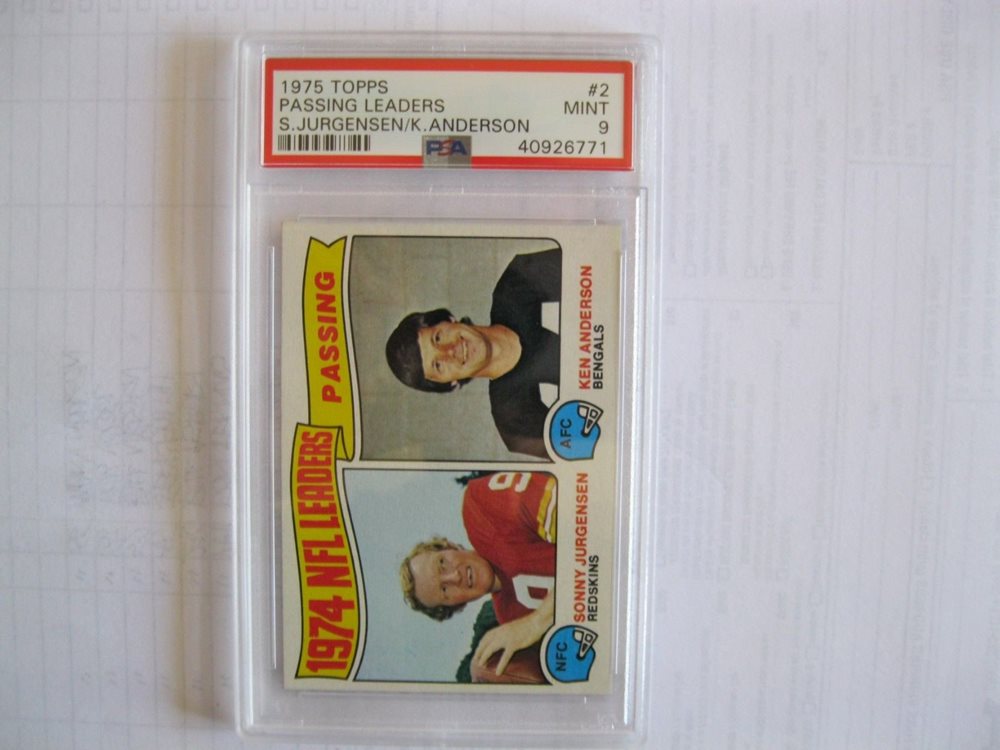 1975 TOPPS #2
PASSING LEADERS MINT
S.JURGENSEN/K.ANDERSON 9
PSA 40926771
1974 NFL LEADERS PASSING
NFC
SONNY JURGENSEN
REDSKINS
9
AFC
KEN ANDERSON
BENGALS